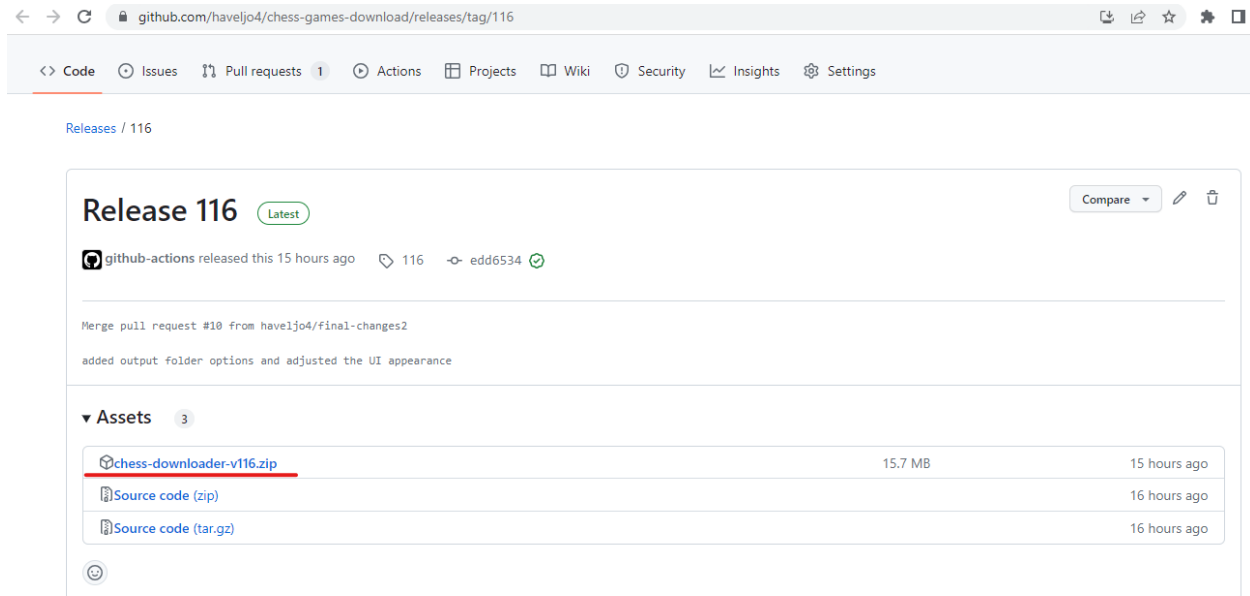 github.com/haveljo4/chess-games-download/releases/tag/116
Code Issues Pull requests 1 Actions Projects Wiki Security Insights Settings
Releases / 116
Release 116 Latest Compare
github-actions released this 15 hours ago 116 edd6534
Merge pull request #10 from haveljo4/final-changes2
added output folder options and adjusted the UI appearance
Assets 3
chess-downloader-v116.zip 15.7 MB 15 hours ago
Source code (zip) 16 hours ago
Source code (tar.gz) 16 hours ago